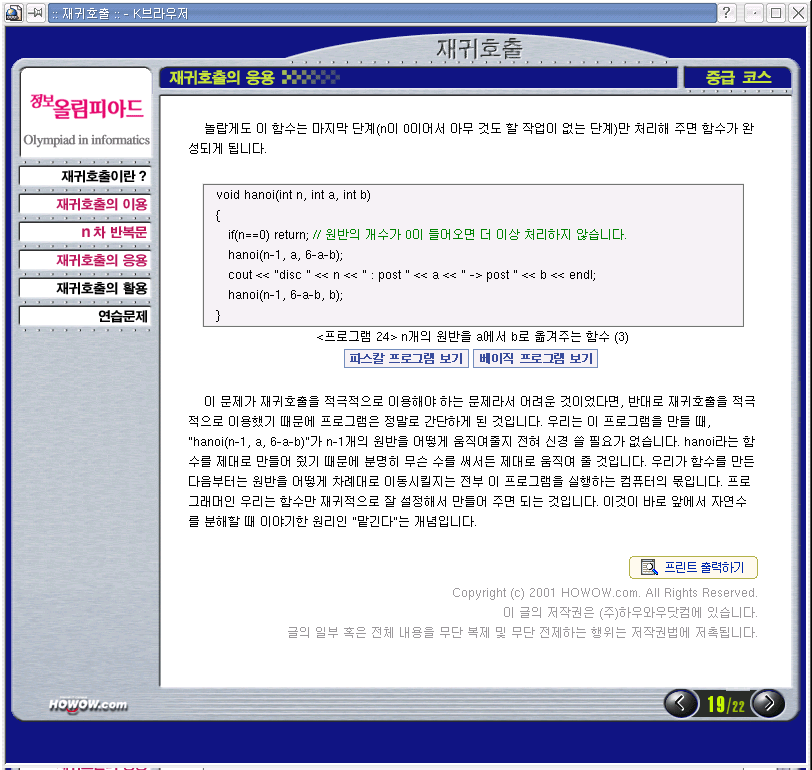 :: 재귀호출 :: - K브라우저
재귀호출
재귀호출의 응용
중급 코스
정보올림피아드
Olympiad in informatics
재귀호출이란 ?
재귀호출의 이용
n 차 반복문
재귀호출의 응용
재귀호출의 활용
연습문제
놀랍게도 이 함수는 마지막 단계(n이 0이어서 아무 것도 할 작업이 없는 단계)만 처리해 주면 함수가 완
성되게 됩니다.
void hanoi(int n, int a, int b)
{
if(n==0) return; // 원반의 개수가 0이 들어오면 더 이상 처리하지 않습니다.
hanoi(n-1, a, 6-a-b);
cout << "disc " << n << " : post " << a << " -> post " << b << endl;
hanoi(n-1, 6-a-b, b);
}
<프로그램 24> n개의 원반을 a에서 b로 옮겨주는 함수 (3)
파스칼 프로그램 보기 베이직 프로그램 보기
이 문제가 재귀호출을 적극적으로 이용해야 하는 문제라서 어려운 것이었다면, 반대로 재귀호출을 적극
적으로 이용했기 때문에 프로그램은 정말로 간단하게 된 것입니다. 우리는 이 프로그램을 만들 때,
"hanoi(n-1, a, 6-a-b)"가 n-1개의 원반을 어떻게 움직여줄지 전혀 신경 쓸 필요가 없습니다. hanoi라는 함
수를 제대로 만들어 줬기 때문에 분명히 무슨 수를 써서든 제대로 움직여 줄 것입니다. 우리가 함수를 만든
다음부터는 원반을 어떻게 차례대로 이동시킬지는 전부 이 프로그램을 실행하는 컴퓨터의 몫입니다. 프로
그래머인 우리는 함수만 재귀적으로 잘 설정해서 만들어 주면 되는 것입니다. 이것이 바로 앞에서 자연수
를 분해할 때 이야기한 원리인 "맡긴다"는 개념입니다.
프린트 출력하기
Copyright (c) 2001 HOWOW.com. All Rights Reserved.
이 글의 저작권은 (주)하우와우닷컴에 있습니다.
글의 일부 혹은 전체 내용을 무단 복제 및 무단 전제하는 행위는 저작권법에 저촉됩니다.
HOWOW.com
19/22